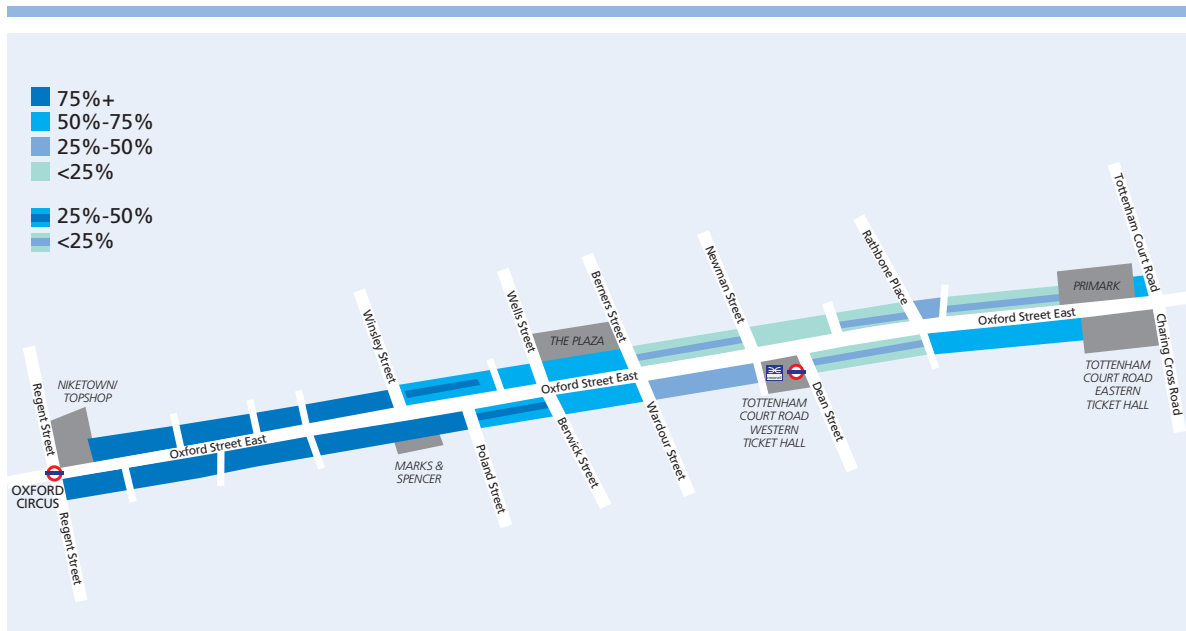 75%+
50%-75%
25%-50%
<25%
25%-50%
<25%
Tottenham Court Road
Rathbone Place
Newman Street
Berners Street
Wells Street
Winsley Street
Regent Street
PRIMARK
Oxford Street East
THE PLAZA
Oxford Street East
NIKETOWN/
TOPSHOP
Oxford Street East
OXFORD
CIRCUS
Regent Street
MARKS &
SPENCER
Poland Street
Berwick Street
Wardour Street
TOTTENHAM
COURT ROAD
WESTERN
TICKET HALL
Dean Street
TOTTENHAM
COURT ROAD
EASTERN
TICKET HALL
Charing Cross Road